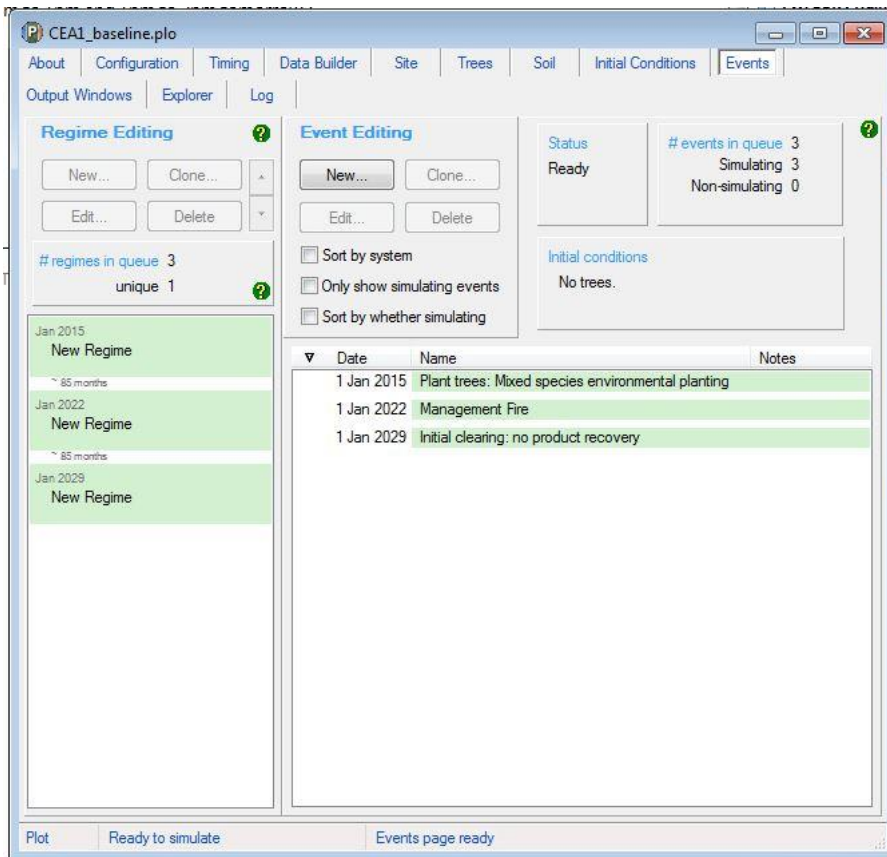 CEA1_baseline.plo
About Configuration Timing Data Builder Site Trees Soil Initial Conditions Events
Output Windows Explorer Log
Regime Editing
New... Clone...
Edit... Delete
# regimes in queue 3
unique 1
Jan 2015
New Regime
~ 85 months
Jan 2022
New Regime
~ 85 months
Jan 2029
New Regime
Event Editing
New... Clone...
Edit... Delete
Sort by system
Only show simulating events
Sort by whether simulating
Status
Ready
# events in queue 3
Simulating 3
Non-simulating 0
Initial conditions
No trees.
Date Name Notes
1 Jan 2015 Plant trees: Mixed species environmental planting
1 Jan 2022 Management Fire
1 Jan 2029 Initial clearing: no product recovery
Plot Ready to simulate Events page ready